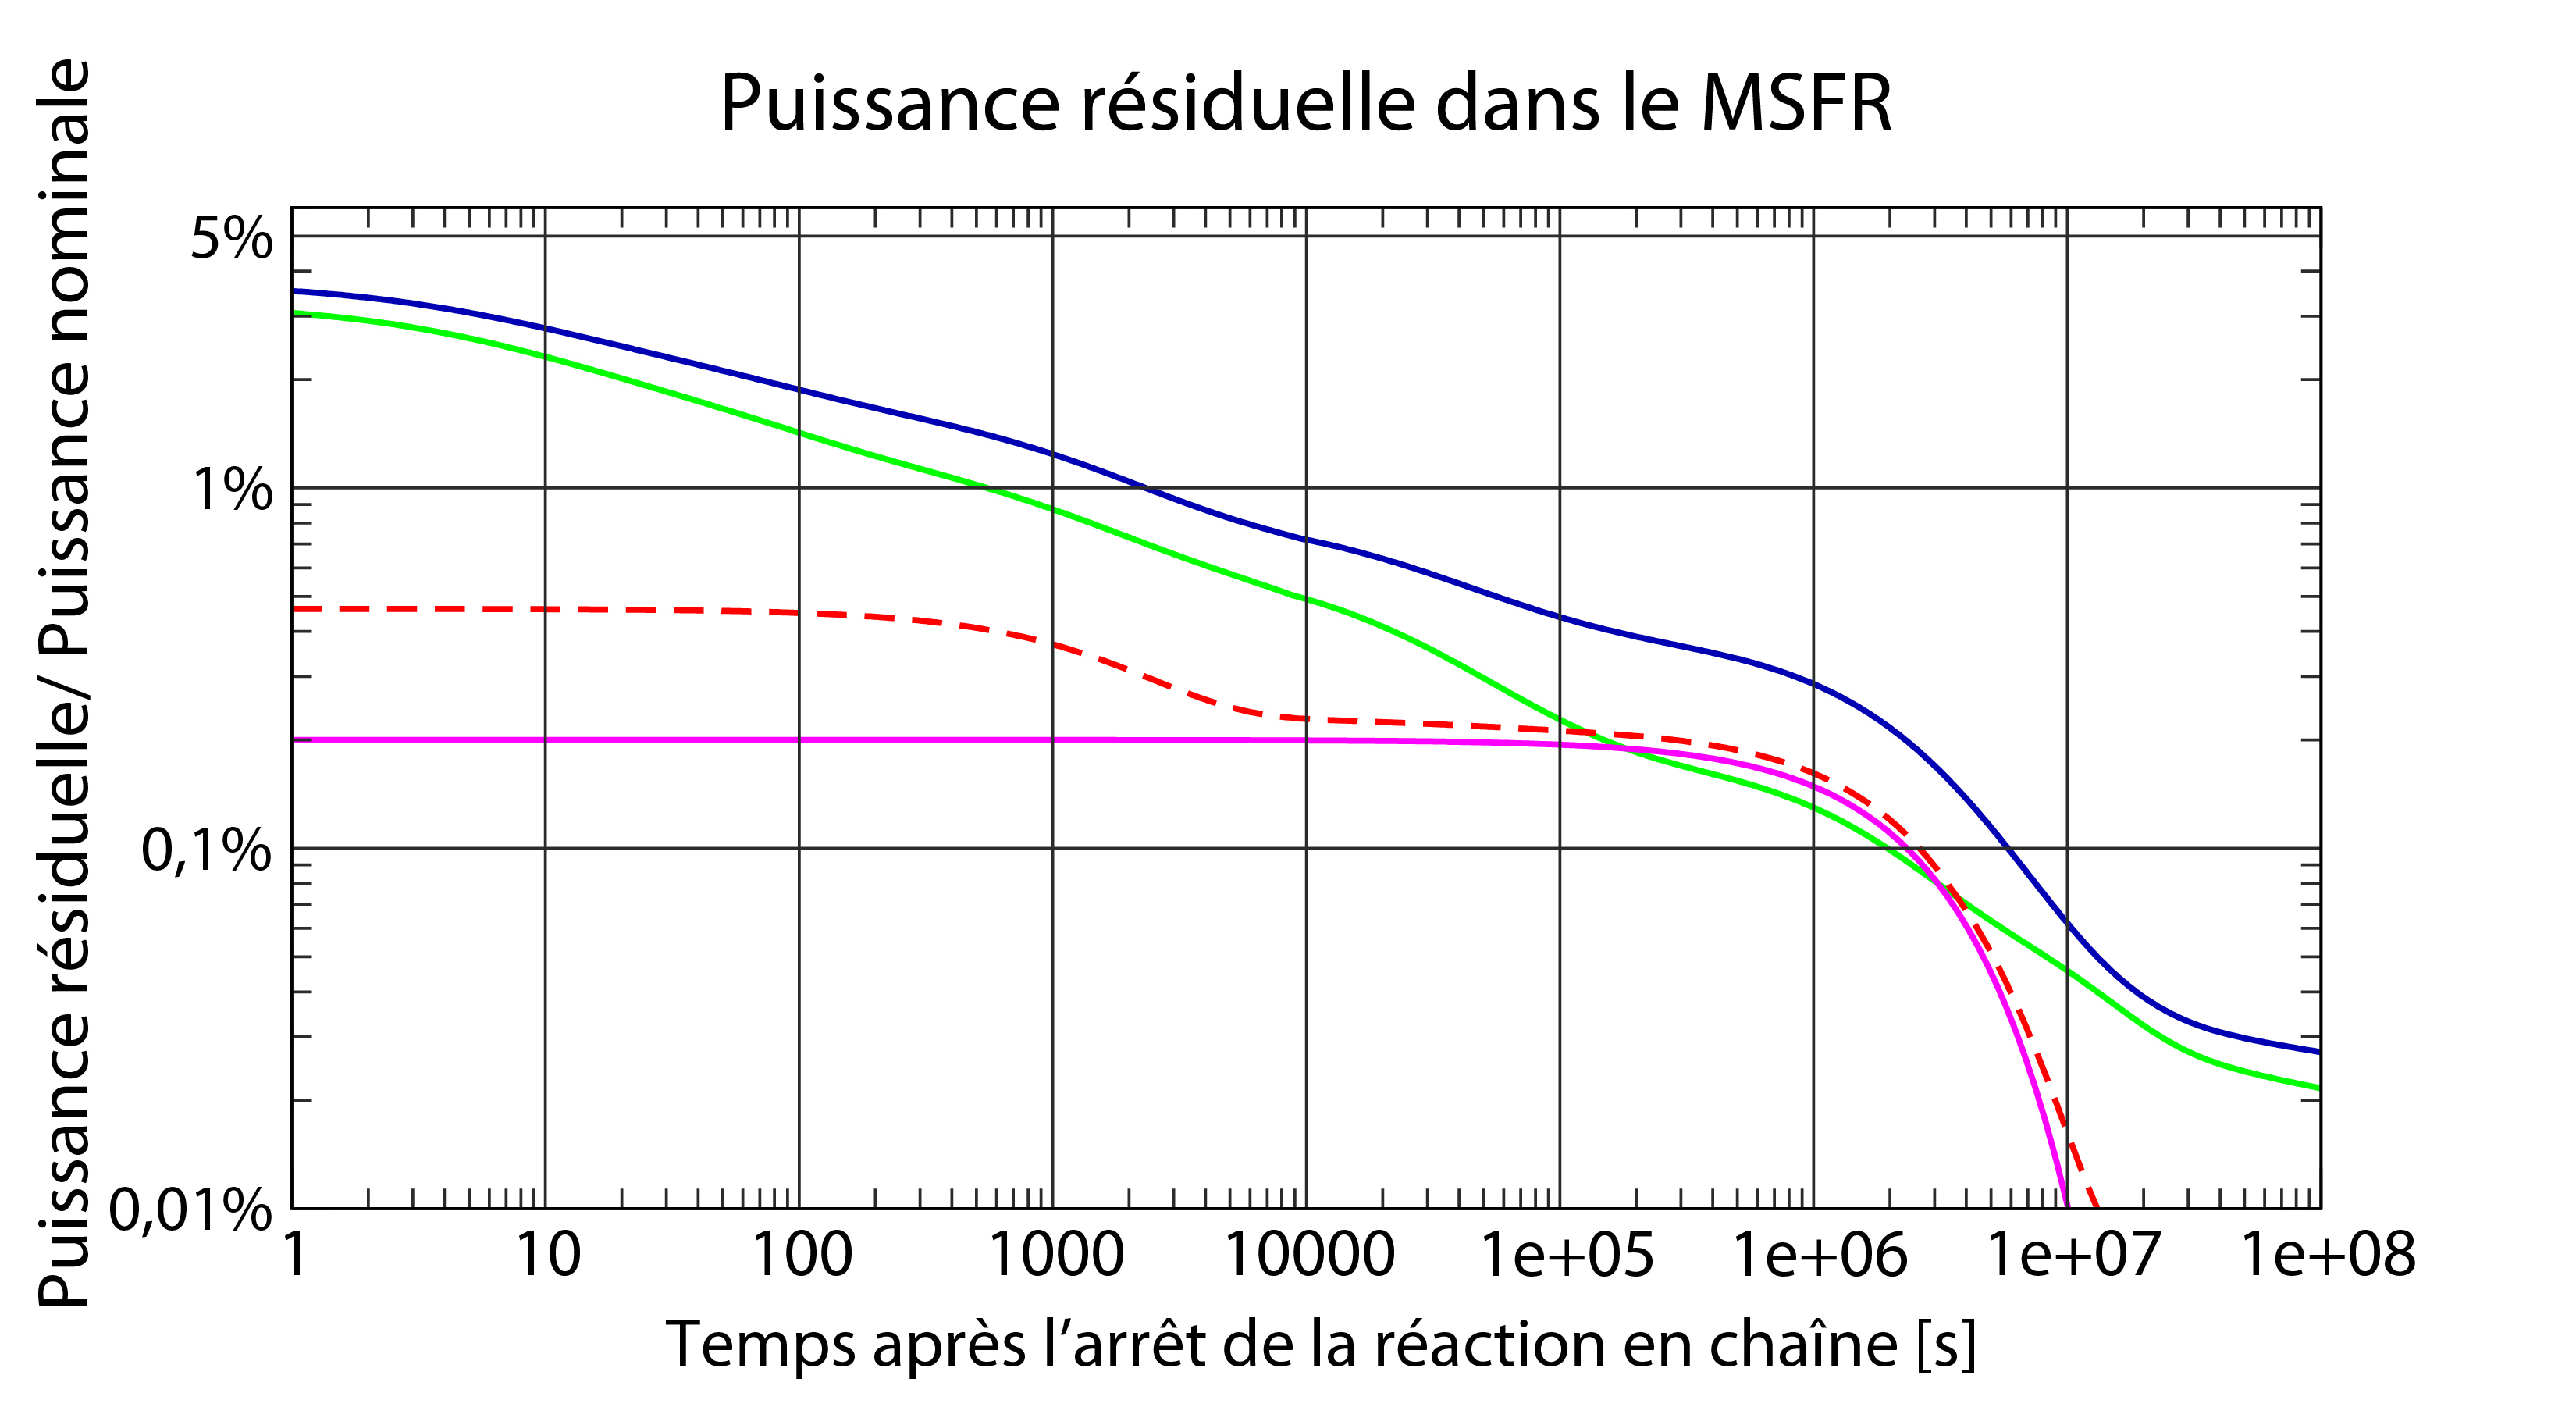 Puissance résiduelle dans le MSFR
Puissance résiduelle/ Puissance nominale
5%
1%
0,1%
0,01%
1 10 100 1000 10000 1e+05 1e+06 1e+07 1e+08
Temps après l’arrêt de la réaction en chaîne [s]